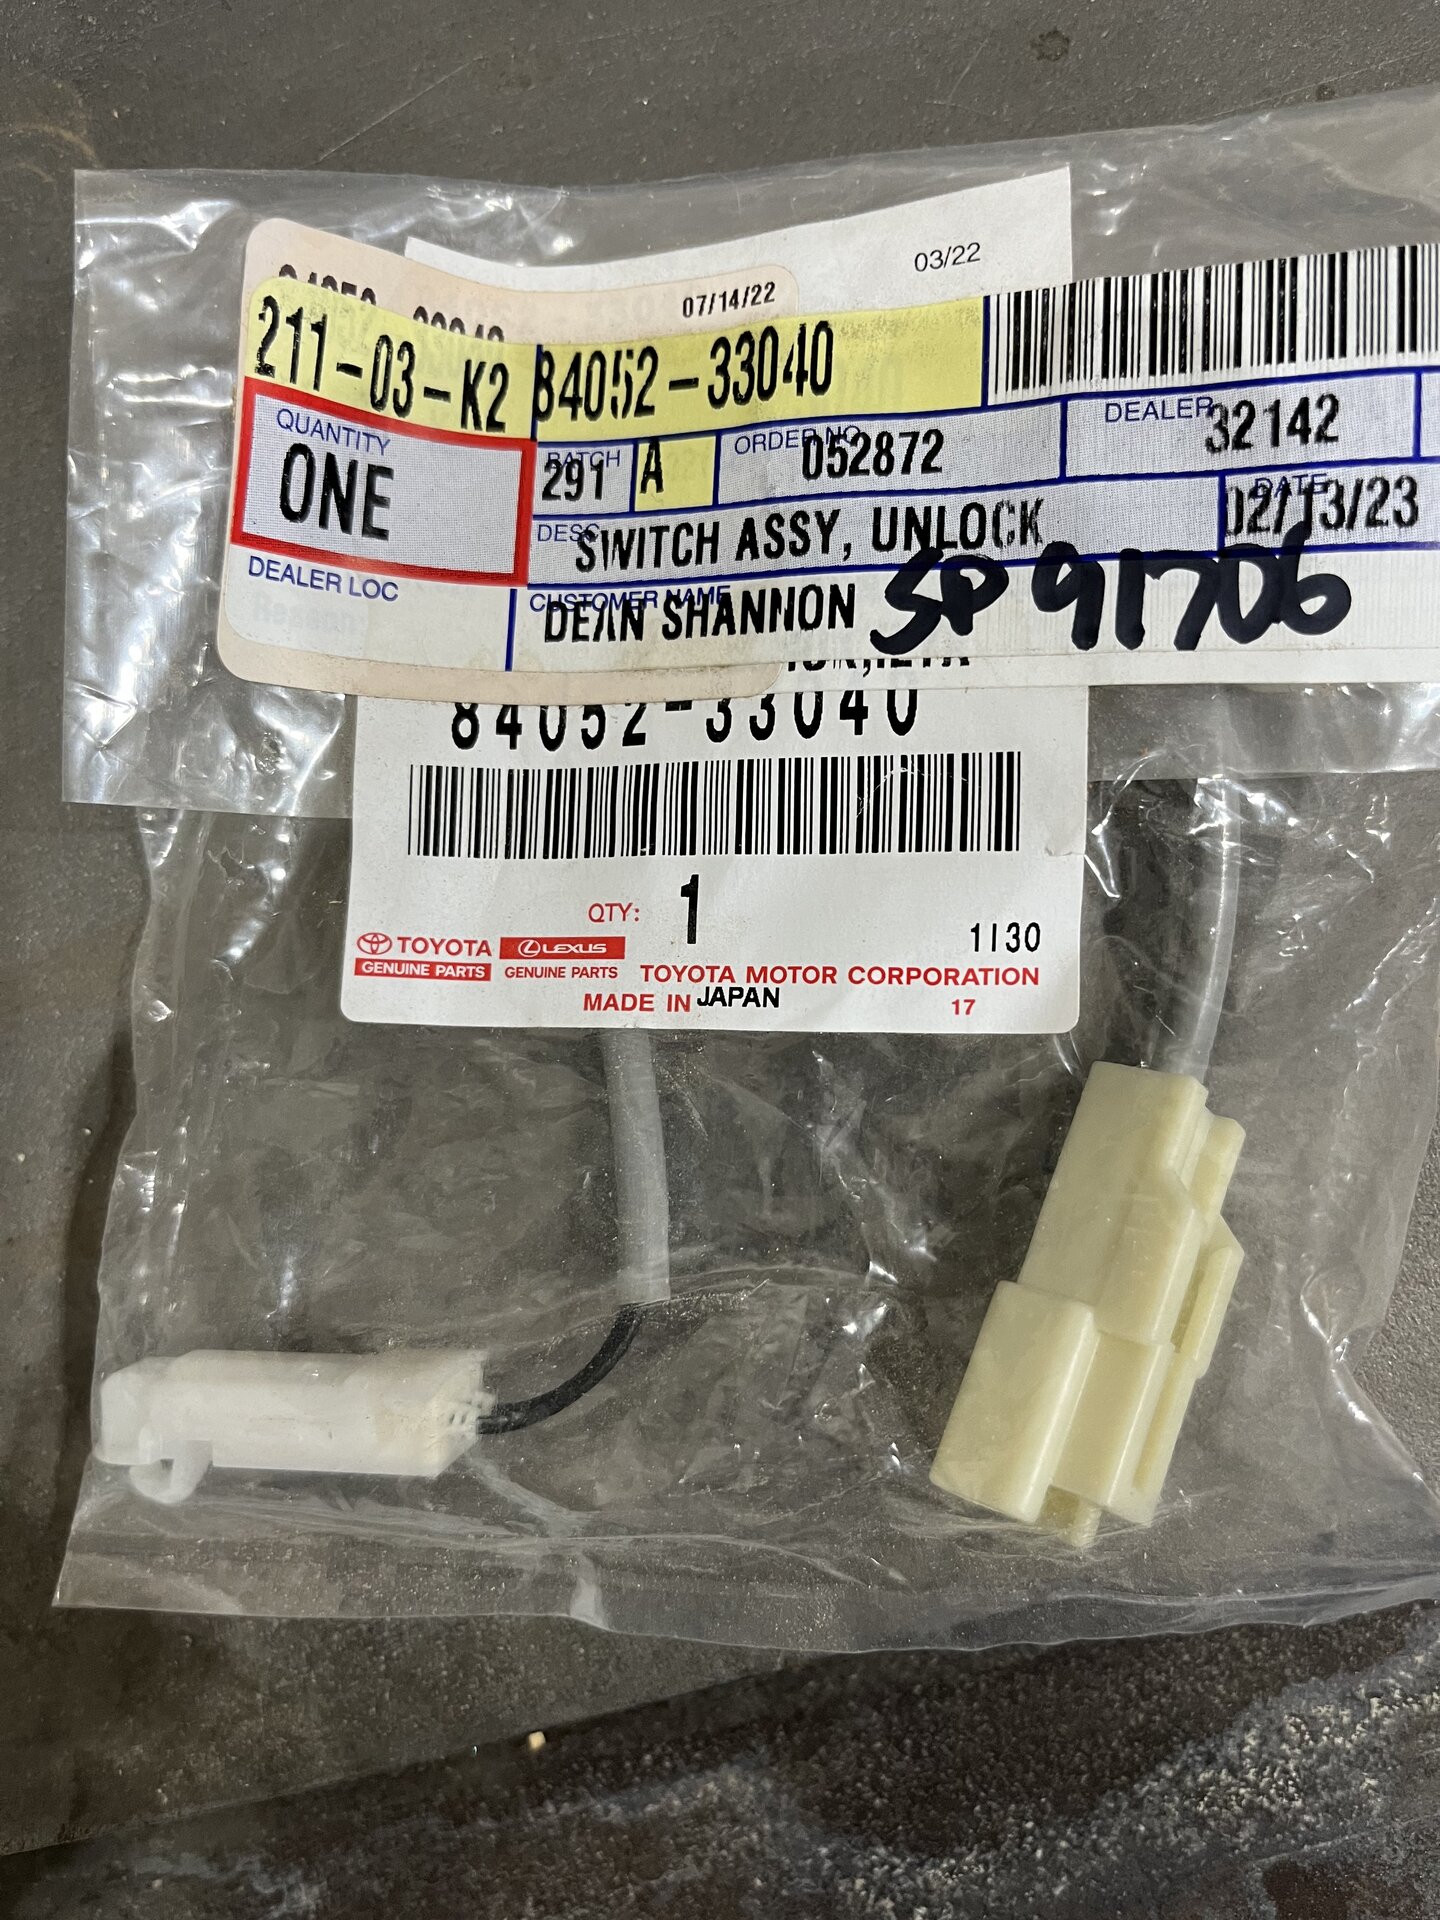 03/22
07/14/22
211-03-K2 84052-33040
QUANTITY
ONE
BATCH
291 A
ORDER NO
052872
DEALER
32142
DESC
SWITCH ASSY, UNLOCK
DATE
02/13/23
DEALER LOC
CUSTOMER NAME
DEAN SHANNON SP91706
84052-33040
QTY: 1
1130
TOYOTA LEXUS
GENUINE PARTS GENUINE PARTS TOYOTA MOTOR CORPORATION
MADE IN JAPAN 17